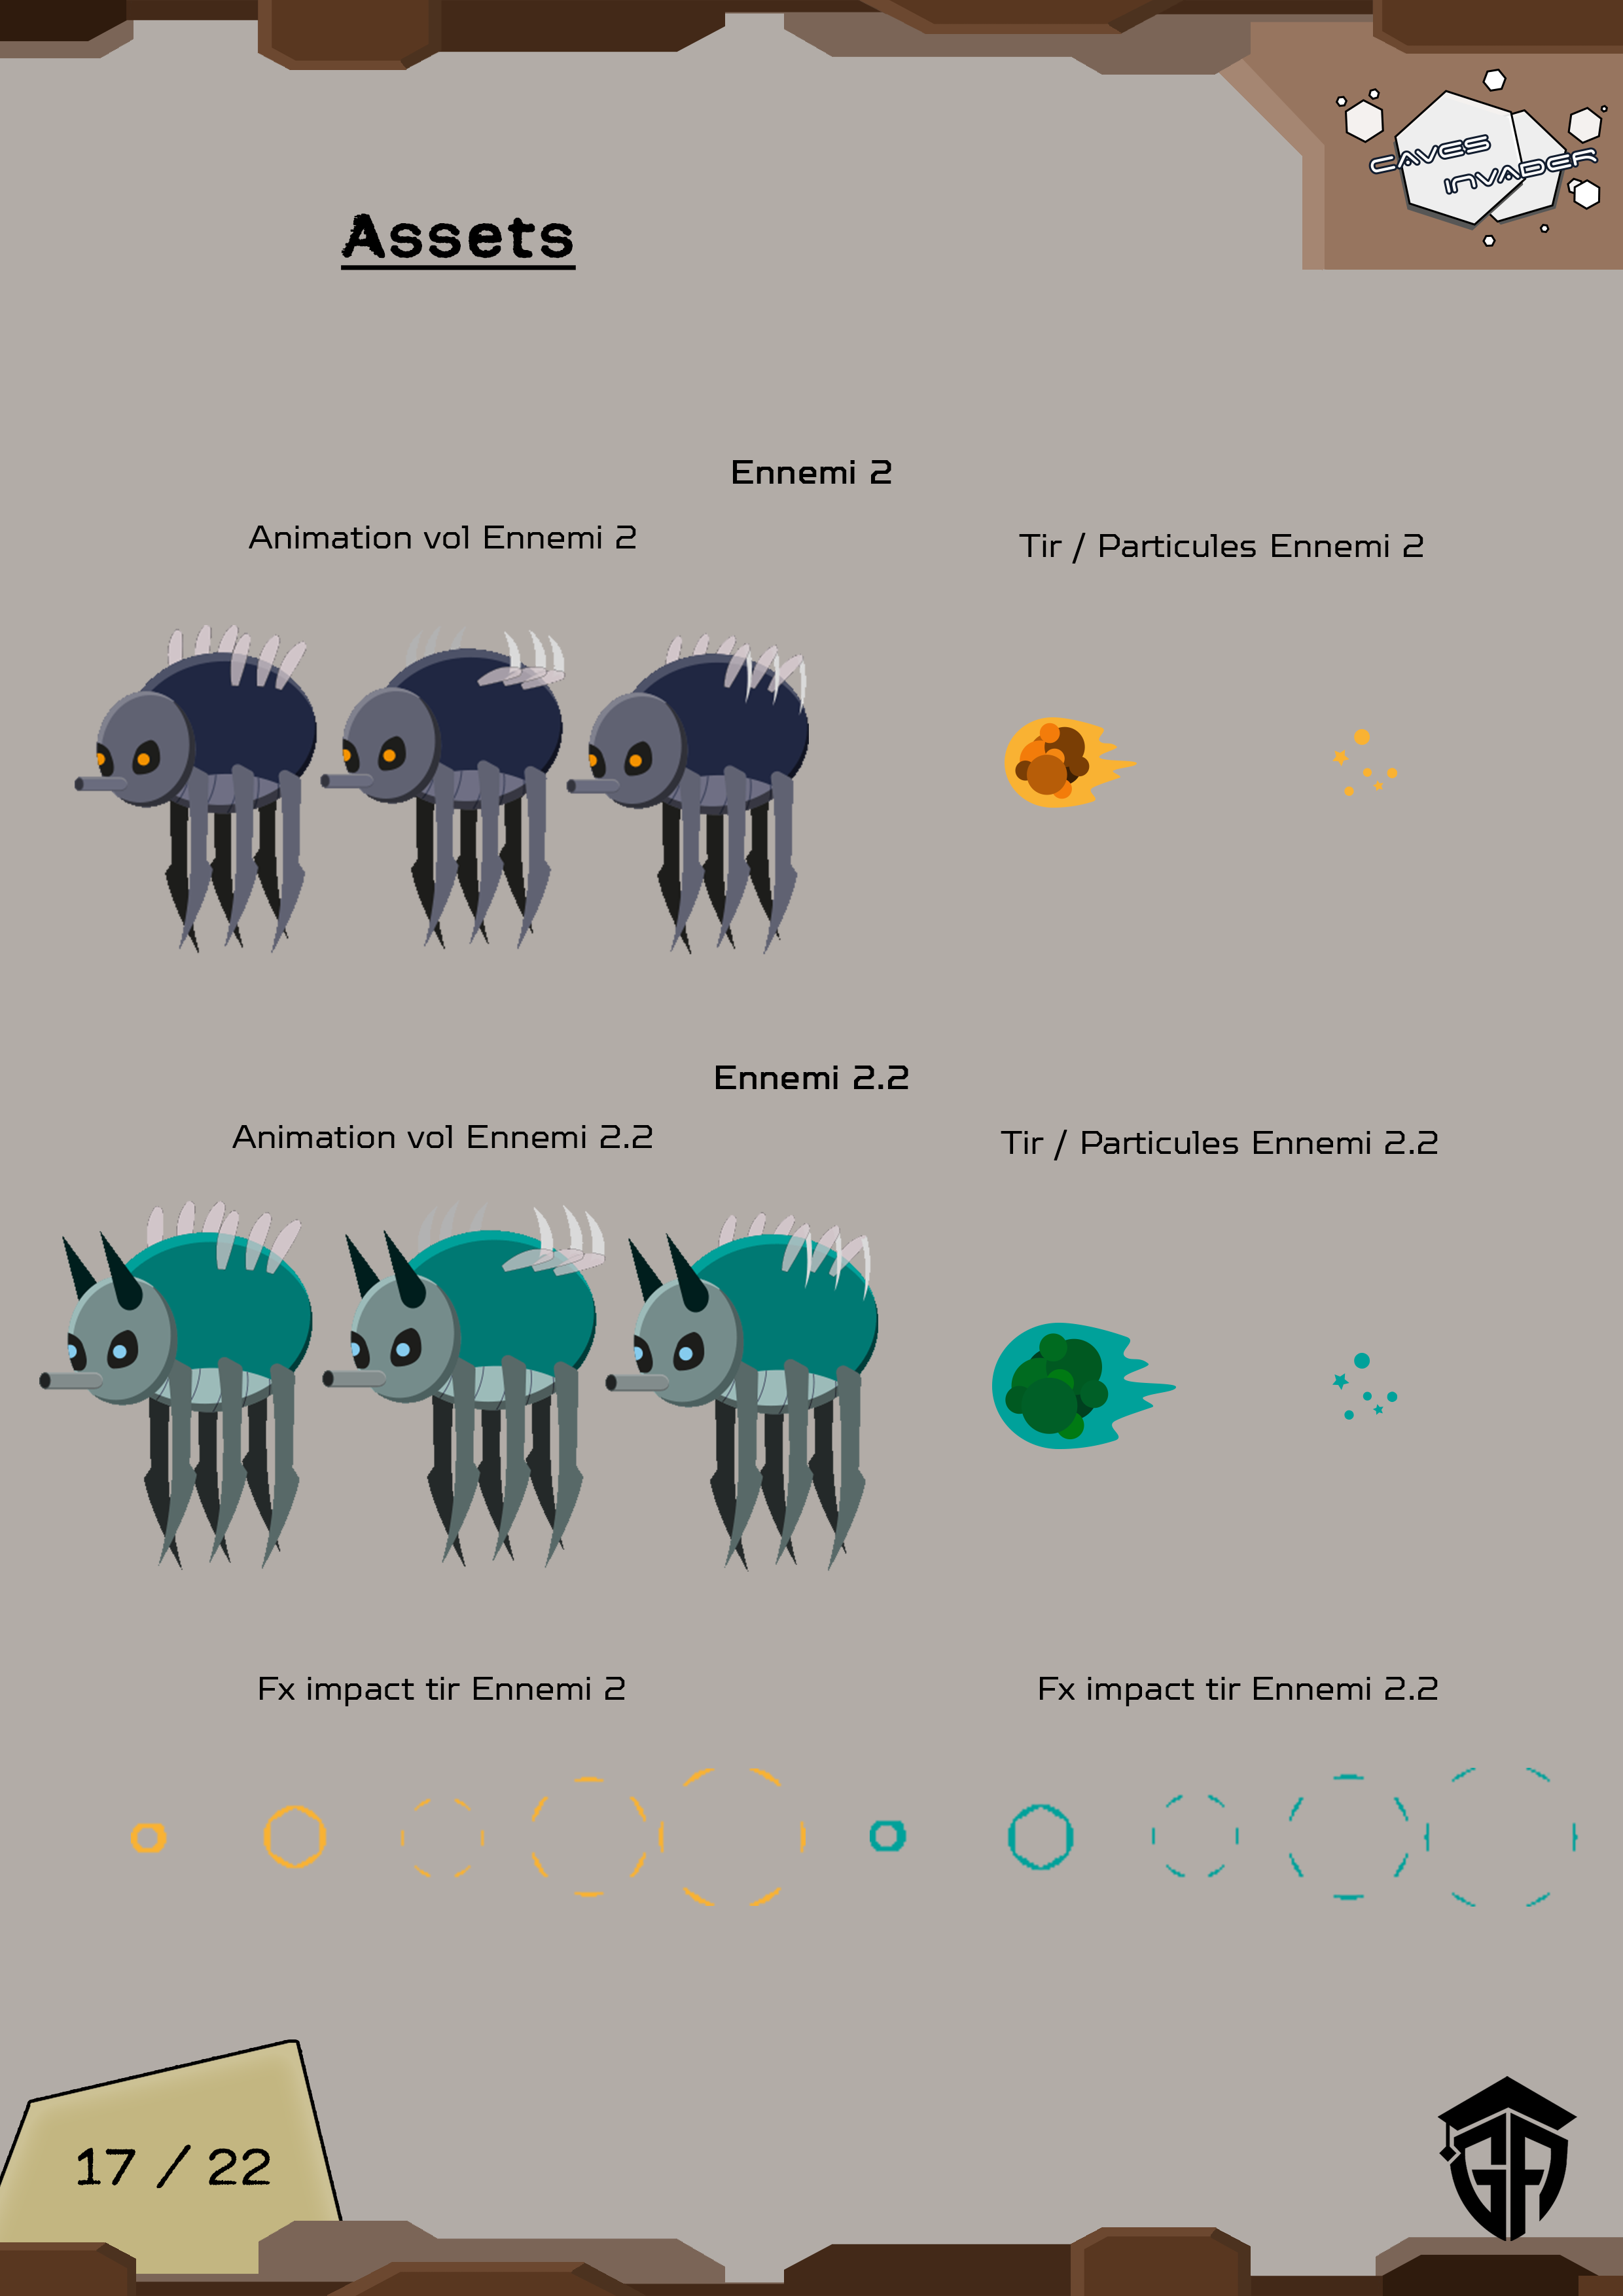 CAVES
INVADER
Assets
Ennemi 2
Animation vol Ennemi 2
Tir / Particules Ennemi 2
Ennemi 2.2
Animation vol Ennemi 2.2
Tir / Particules Ennemi 2.2
Fx impact tir Ennemi 2
Fx impact tir Ennemi 2.2
17 / 22
GA